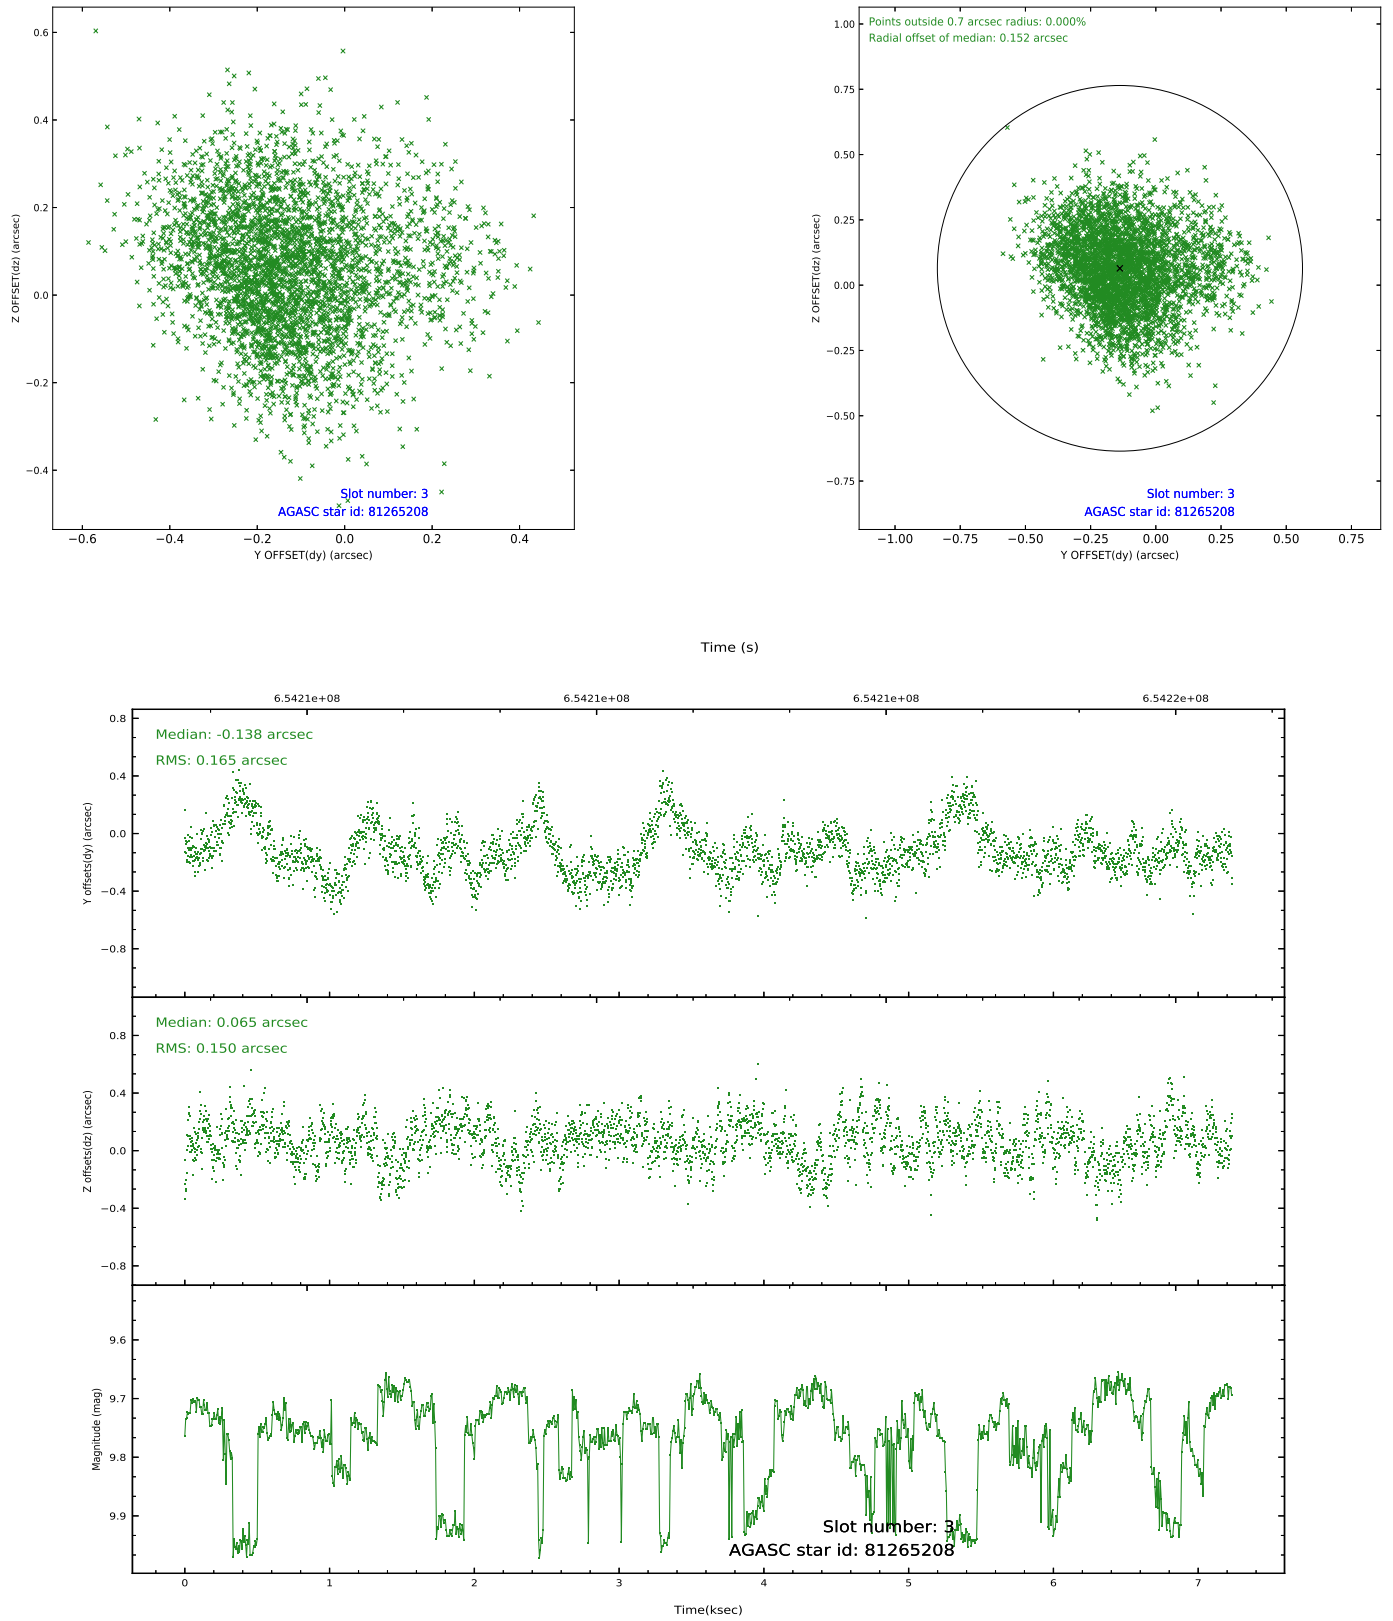 0.6
0.4
0.2
0.0
−0.2
−0.4
Z OFFSET(dz) (arcsec)
Slot number: 3
AGASC star id: 81265208
−0.6 −0.4 −0.2 0.0 0.2 0.4
Y OFFSET(dy) (arcsec)
Points outside 0.7 arcsec radius: 0.000%
Radial offset of median: 0.152 arcsec
1.00
0.75
0.50
0.25
0.00
−0.25
−0.50
−0.75
Z OFFSET(dz) (arcsec)
Slot number: 3
AGASC star id: 81265208
−1.00 −0.75 −0.50 −0.25 0.00 0.25 0.50 0.75
Y OFFSET(dy) (arcsec)
Time (s)
6.5421e+08 6.5421e+08 6.5421e+08 6.5422e+08
Median: -0.138 arcsec
RMS: 0.165 arcsec
0.8
0.4
0.0
−0.4
−0.8
Y offsets(dy) (arcsec)
Median: 0.065 arcsec
RMS: 0.150 arcsec
0.8
0.4
0.0
−0.4
−0.8
Z offsets(dz) (arcsec)
9.6
9.7
9.8
9.9
Magnitude (mag)
Slot number: 3
AGASC star id: 81265208
0 1 2 3 4 5 6 7
Time(ksec)